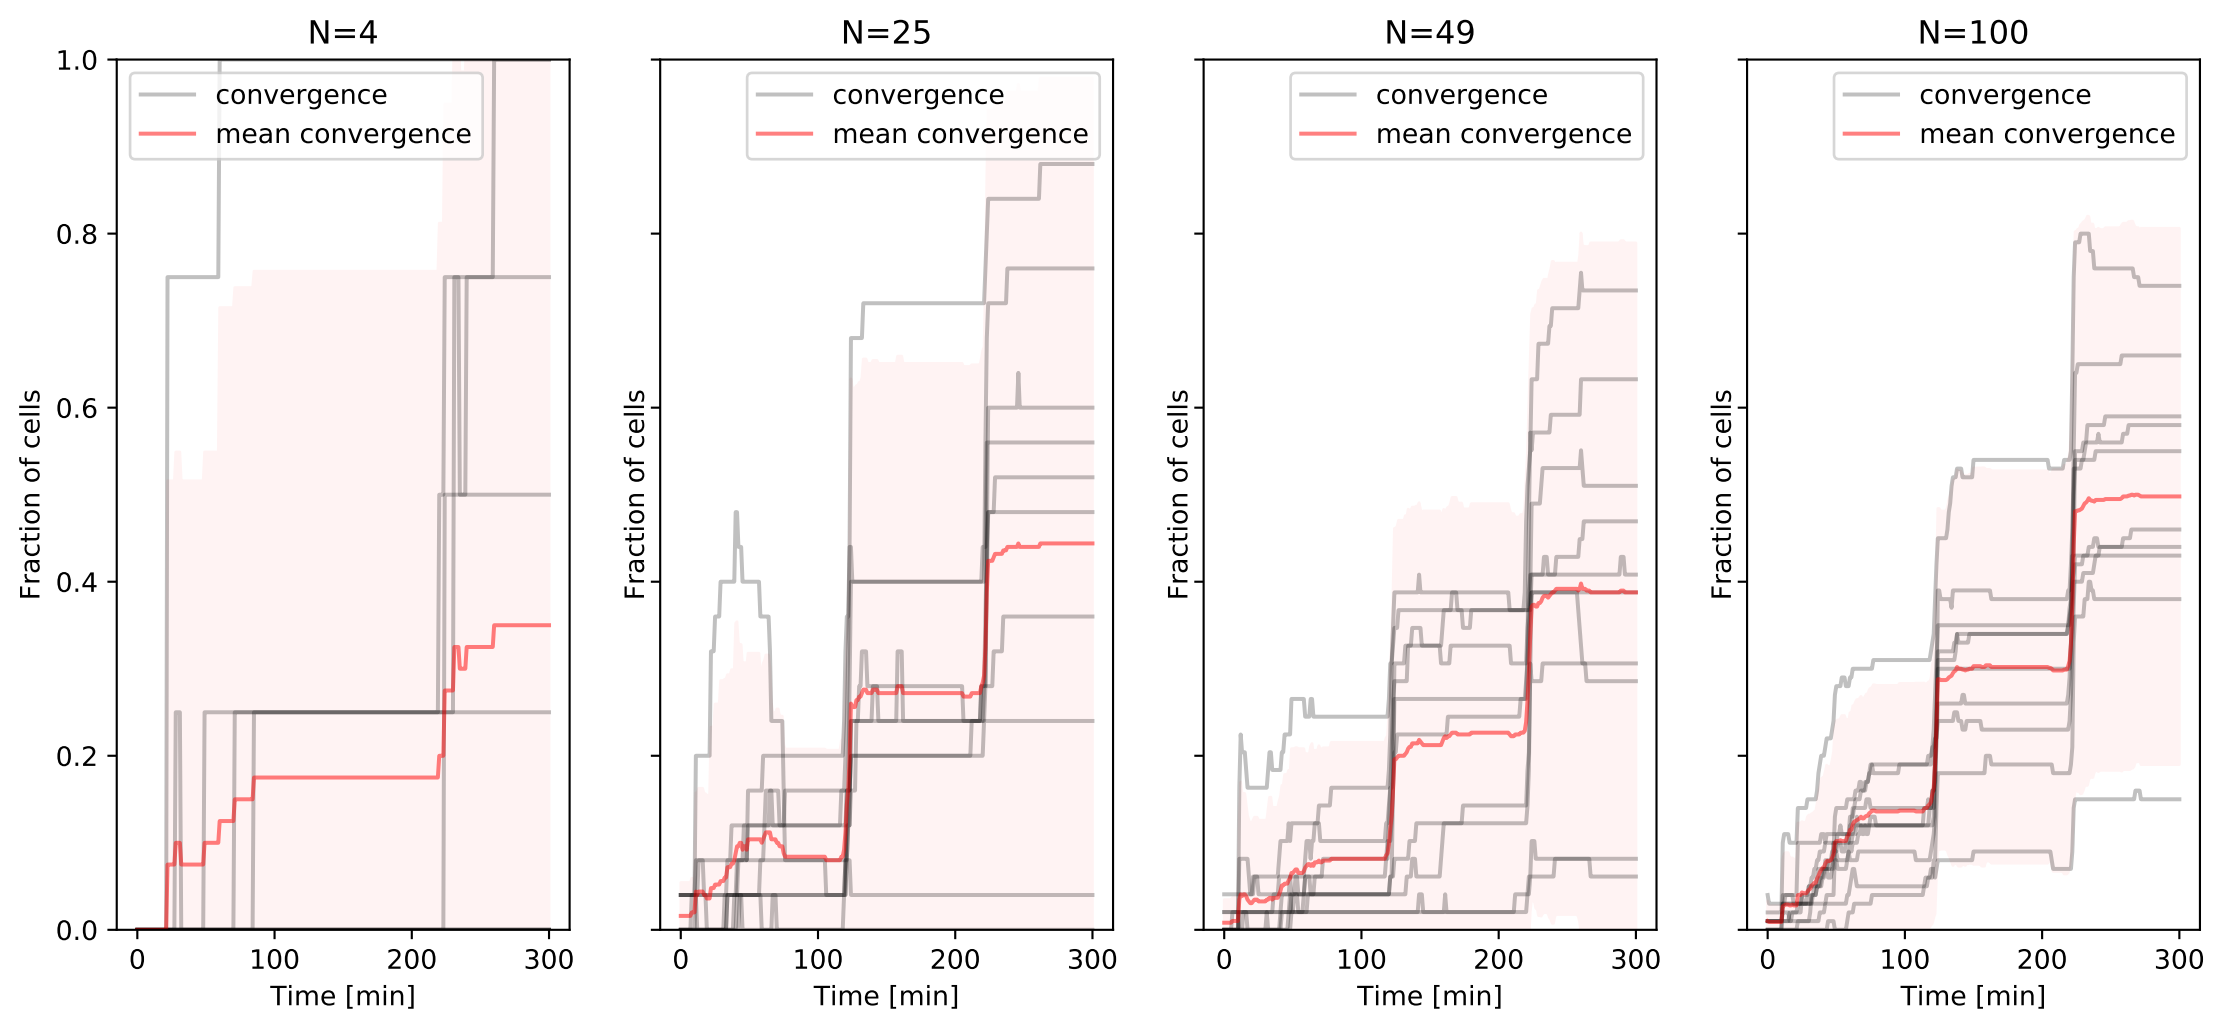 N=4
N=25
N=49
N=100
convergence
mean convergence
convergence
mean convergence
convergence
mean convergence
convergence
mean convergence
1.0
0.8
0.6
0.4
0.2
0.0
Fraction of cells
Fraction of cells
Fraction of cells
Fraction of cells
0 100 200 300
0 100 200 300
0 100 200 300
0 100 200 300
Time [min]
Time [min]
Time [min]
Time [min]